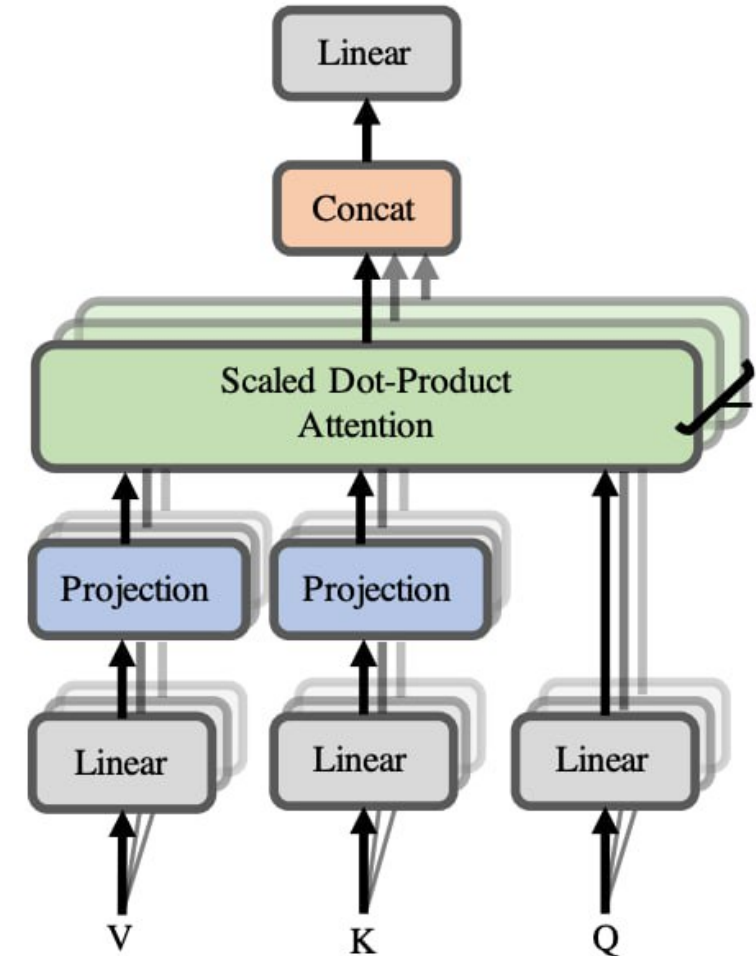 Linear
Concat
Scaled Dot-Product
Attention
Projection
Projection
Linear
Linear
Linear
V
K
Q